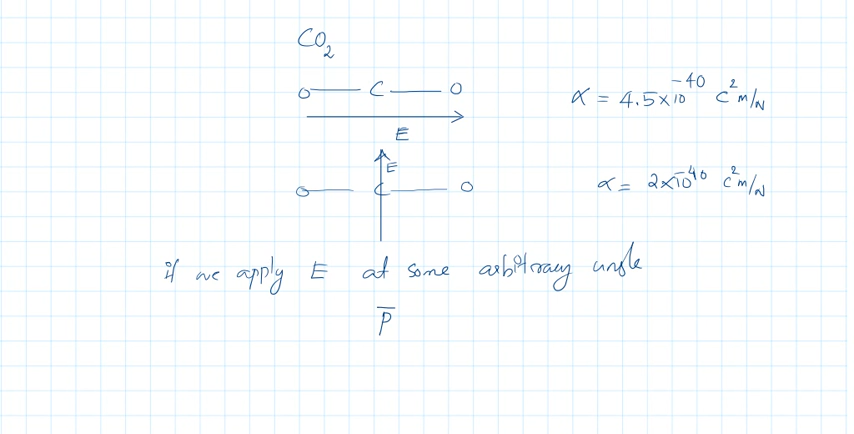 CO₂
O — C — O
α = 4.5×10⁻⁴⁰ C²m/N
E
E
O — C — O
α = 2×10⁻⁴⁰ C²m/N
if we apply E at some arbitrary angle
P̅